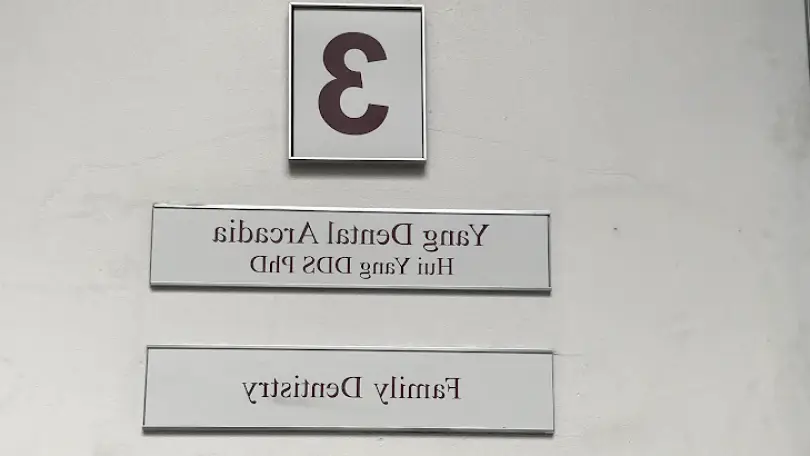 3
Yang Dental Arcadia
Hui Yang DDS PhD
Family Dentistry